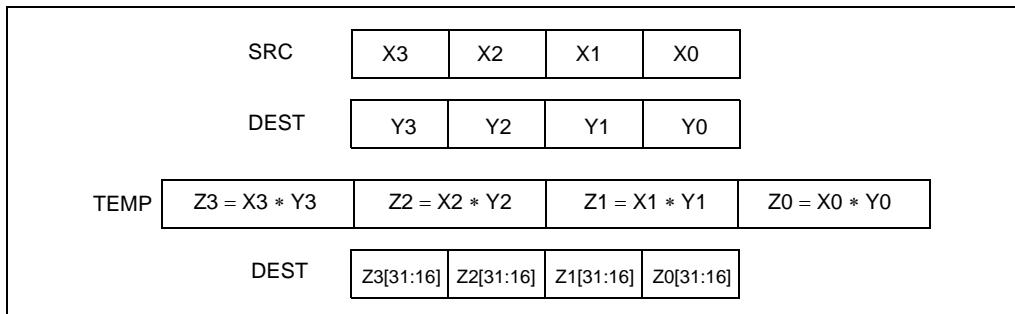 SRC X3 X2 X1 X0
DEST Y3 Y2 Y1 Y0
TEMP Z3 = X3 ∗ Y3 Z2 = X2 ∗ Y2 Z1 = X1 ∗ Y1 Z0 = X0 ∗ Y0
DEST Z3[31:16] Z2[31:16] Z1[31:16] Z0[31:16]